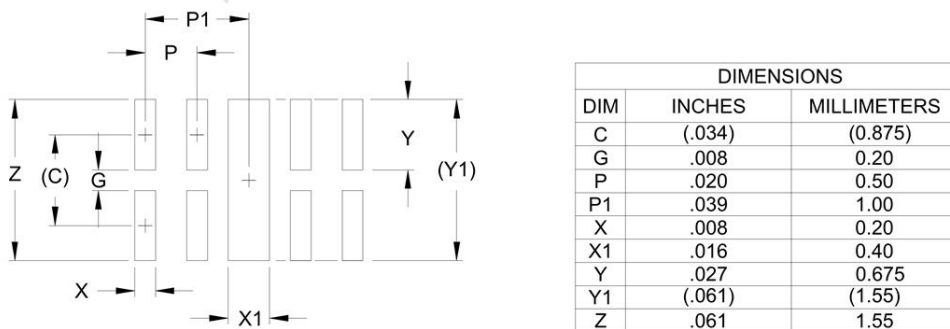 P1
P
Z
(C)
G
Y
(Y1)
X
X1
DIMENSIONS
DIM INCHES MILLIMETERS
C (.034) (0.875)
G .008 0.20
P .020 0.50
P1 .039 1.00
X .008 0.20
X1 .016 0.40
Y .027 0.675
Y1 (.061) (1.55)
Z .061 1.55